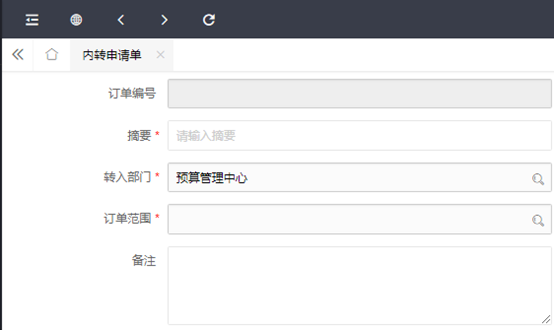 内转申请单
订单编号
摘要 * 请输入摘要
转入部门 * 预算管理中心
订单范围 *
备注